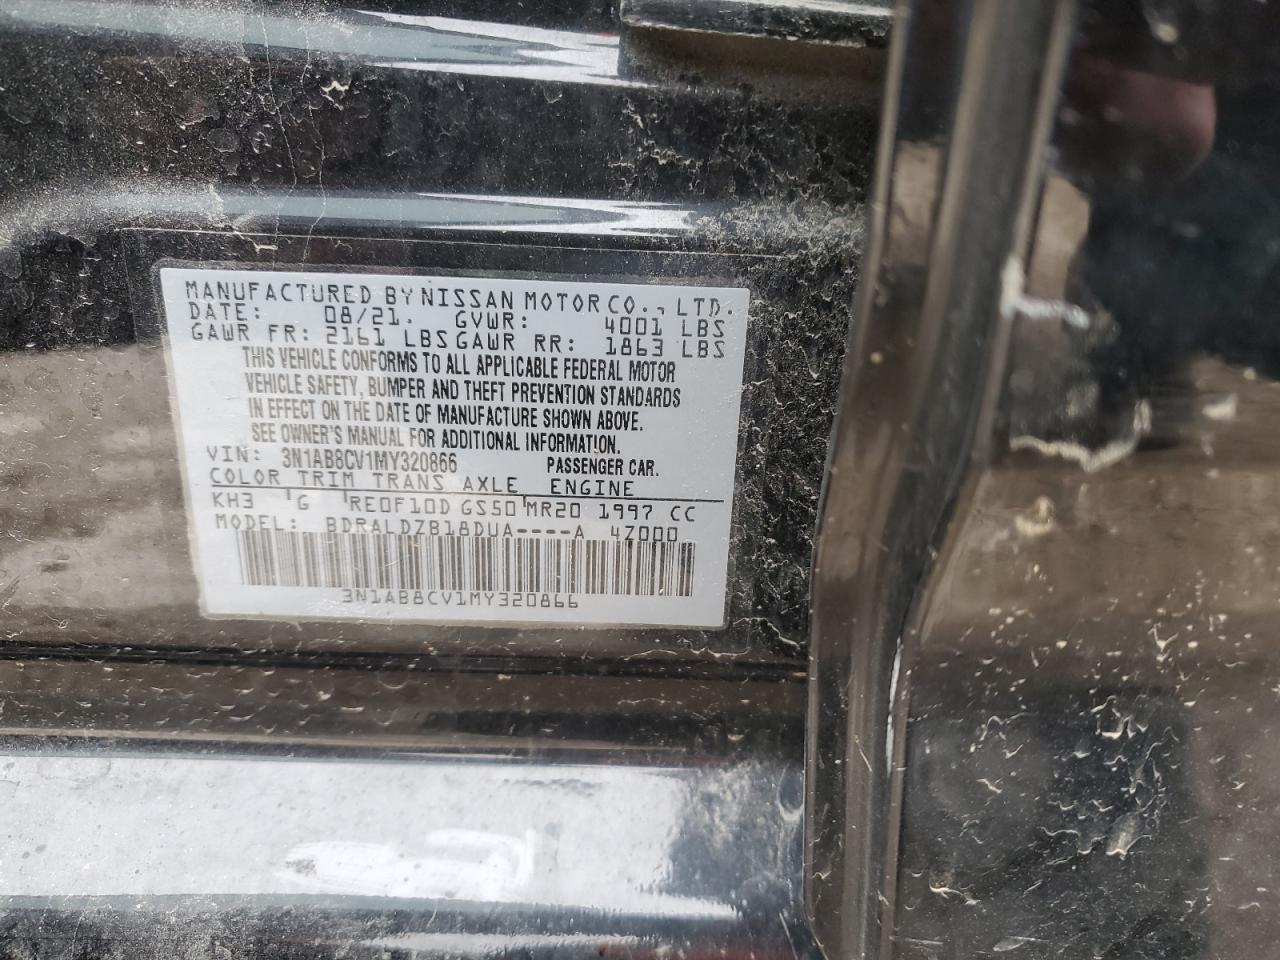 MANUFACTURED BY NISSAN MOTOR CO., LTD.
DATE: 08/21. GVWR: 4001 LBS
GAWR FR: 2161 LBS GAWR RR: 1863 LBS
THIS VEHICLE CONFORMS TO ALL APPLICABLE FEDERAL MOTOR
VEHICLE SAFETY, BUMPER AND THEFT PREVENTION STANDARDS
IN EFFECT ON THE DATE OF MANUFACTURE SHOWN ABOVE.
SEE OWNER'S MANUAL FOR ADDITIONAL INFORMATION.
VIN: 3N1AB8CV1MY320866 PASSENGER CAR.
COLOR TRIM TRANS AXLE ENGINE
KH3 G RE0F10D GS50 MR20 1997 CC
MODEL: BDRALDZB18DUA----A 4Z000
3N1AB8CV1MY320866